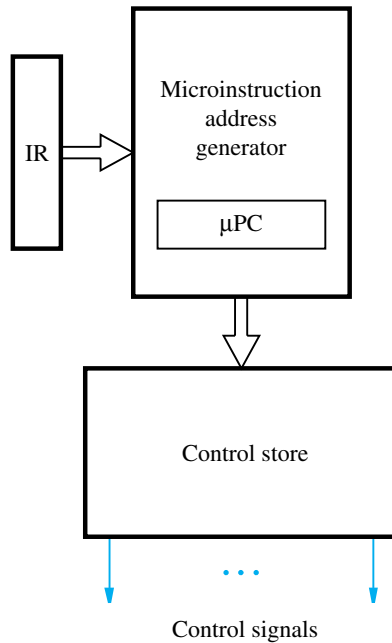 Microinstruction
address
generator
IR
μPC
Control store
. . .
Control signals